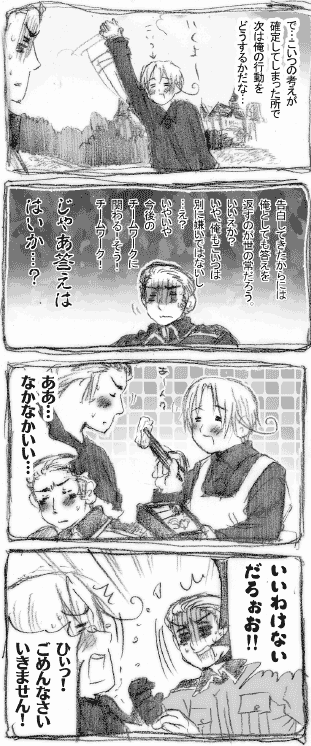 で…こいつの考えが
確定してしまった所で
次は俺の行動を
どうするかだな…
告白してきたからには
俺としても答えを
返すのが世の常だろう。
いいえか？
いや、俺もこいつは
別に嫌いではないし
…え？
いやいや
今後の
チームワークに
関わる！そう！
チームワーク！
じゃあ答えは
はいか…？
あ～ん♡
ああ…
なかなかいい…
いいわけない
だろぉお!!
ひぃっ！
ごめんなさい
いきません！